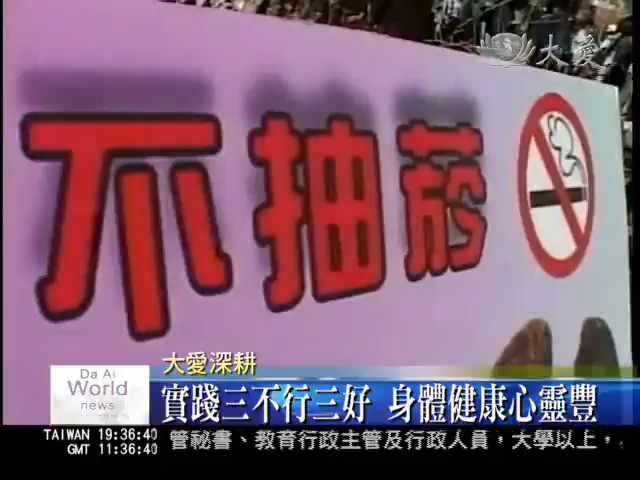 大愛
不抽菸
大愛深耕
Da Ai
World
news
實踐三不行三好 身體健康心靈豐
TAIWAN 19:36:40
GMT 11:36:40
管祕書、教育行政主管及行政人員，大學以上，